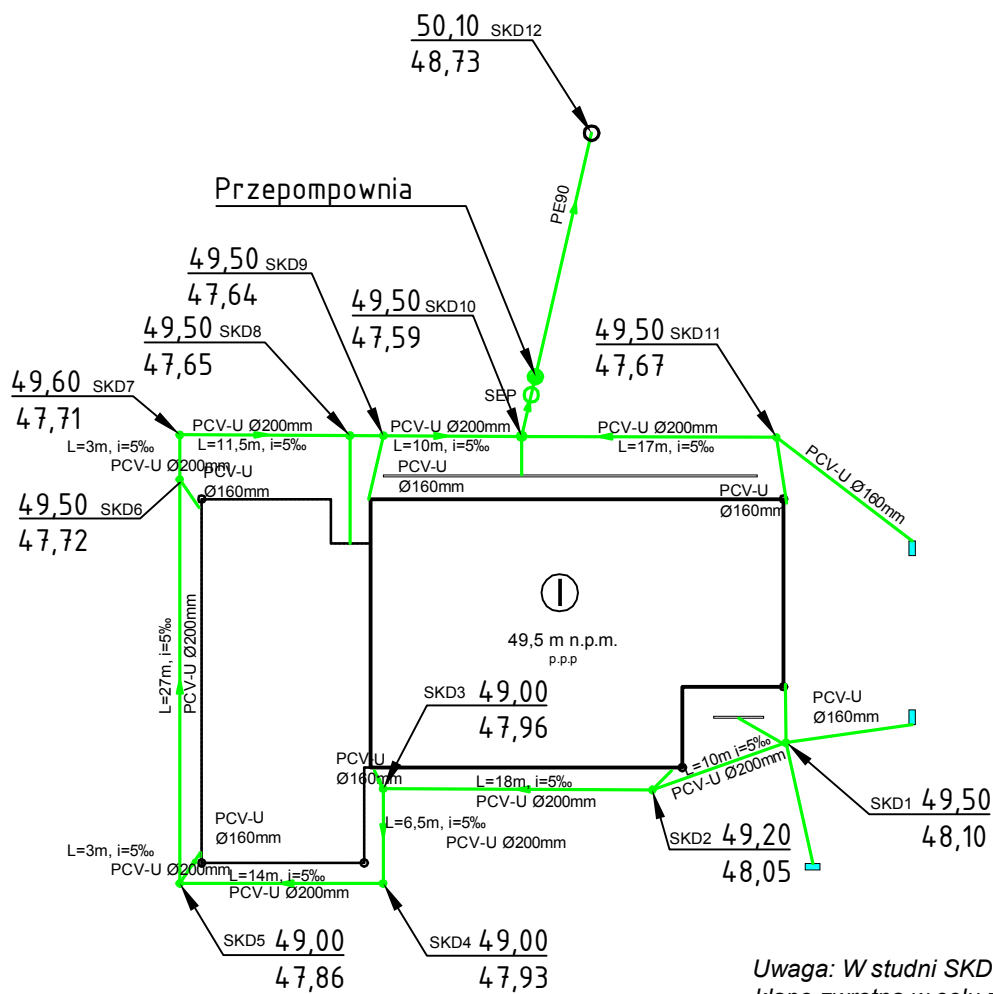 50,10 SKD12
48,73
Przepompownia
PE90
49,50 SKD9
47,64
49,50 SKD10
47,59
49,50 SKD8
47,65
49,50 SKD11
47,67
49,60 SKD7
47,71
SEP
PCV-U Ø200mm
L=11,5m, i=5‰
PCV-U Ø200mm
L=10m, i=5‰
PCV-U Ø200mm
L=17m, i=5‰
L=3m, i=5‰
PCV-U Ø200mm
PCV-U
Ø160mm
PCV-U
Ø160mm
PCV-U
Ø160mm
PCV-U Ø160mm
49,50 SKD6
47,72
I
49,5 m n.p.m.
p.p.p
L=27m, i=5‰
PCV-U Ø200mm
SKD3 49,00
47,96
PCV-U
Ø160mm
PCV-U
Ø160mm
L=18m, i=5‰
PCV-U Ø200mm
L=10m i=5‰
PCV-U Ø200mm
SKD1 49,50
48,10
L=6,5m, i=5‰
PCV-U Ø200mm
PCV-U
Ø160mm
SKD2 49,20
48,05
L=3m, i=5‰
PCV-U Ø200mm
L=14m, i=5‰
PCV-U Ø200mm
SKD5 49,00
47,86
SKD4 49,00
47,93
Uwaga: W studni SKD